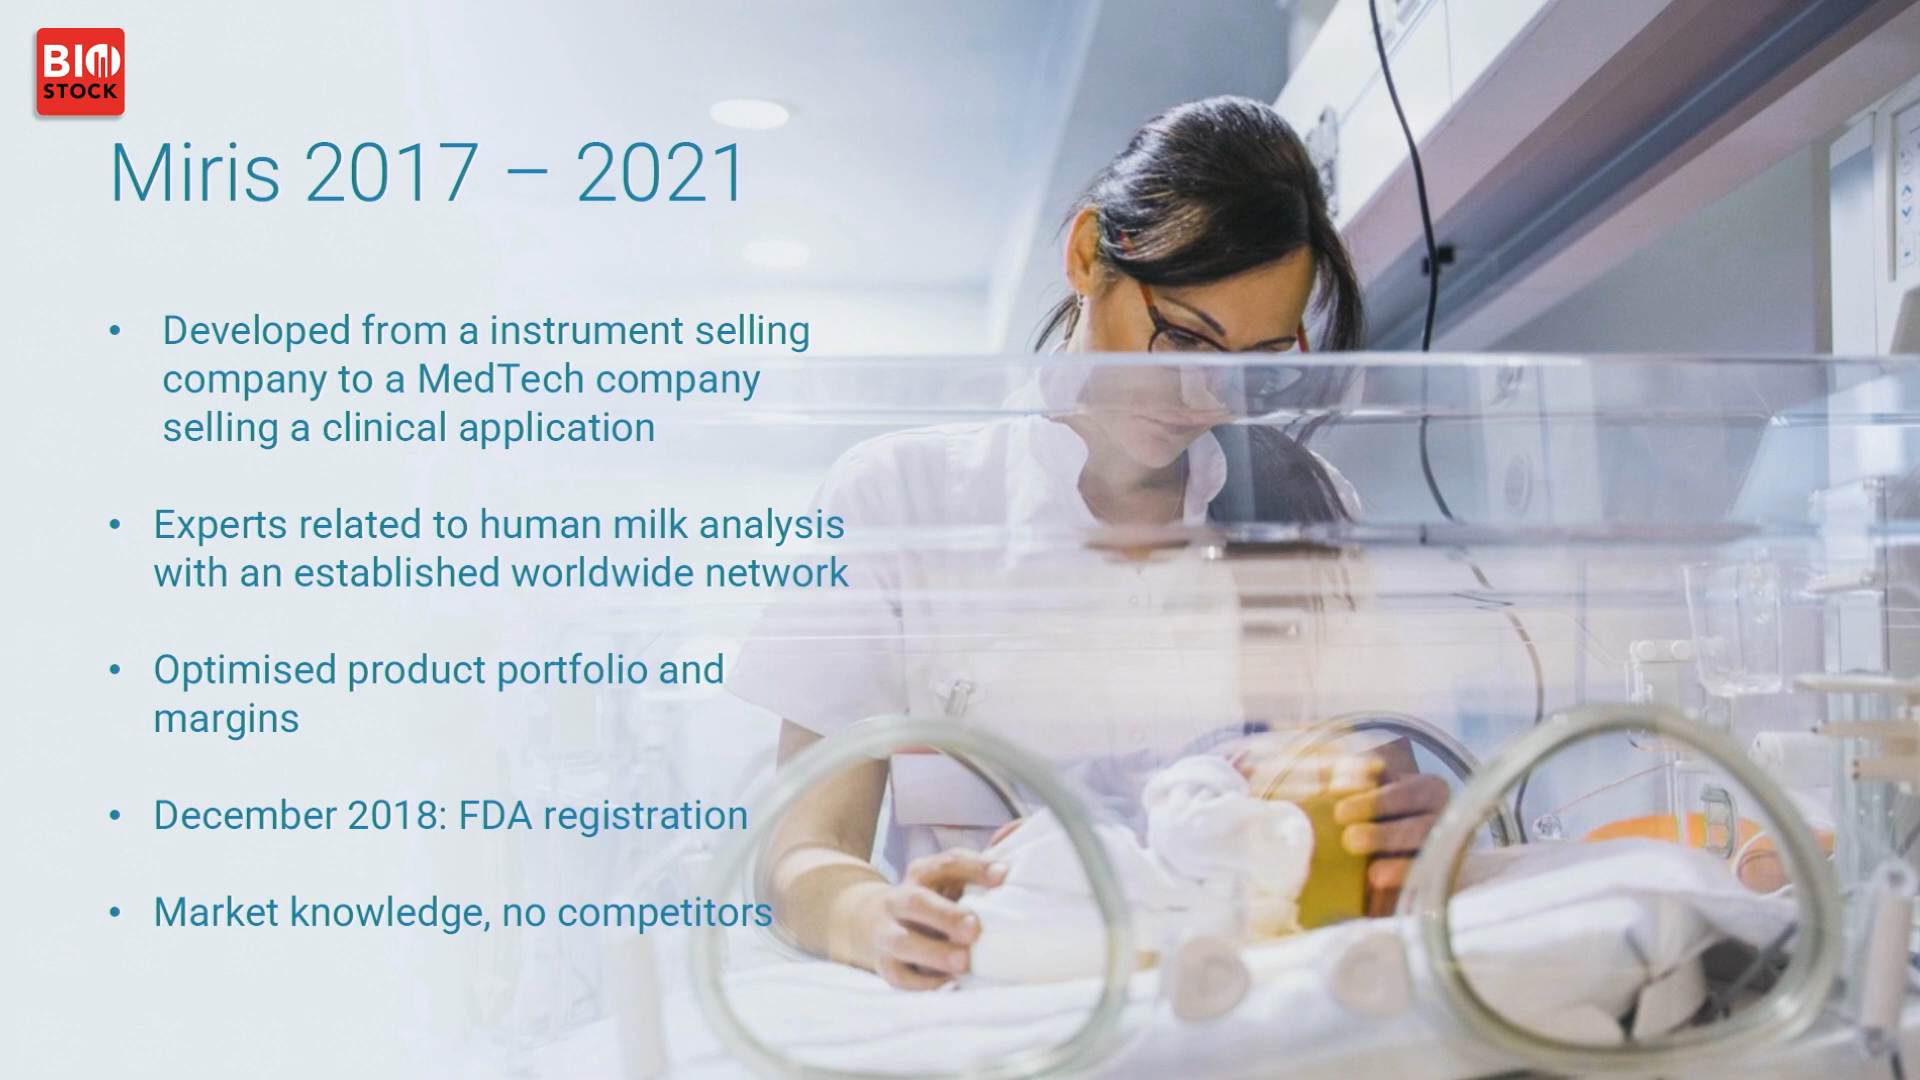 BIO
STOCK
Miris 2017 – 2021
• Developed from a instrument selling
company to a MedTech company
selling a clinical application
• Experts related to human milk analysis
with an established worldwide network
• Optimised product portfolio and
margins
• December 2018: FDA registration
• Market knowledge, no competitors